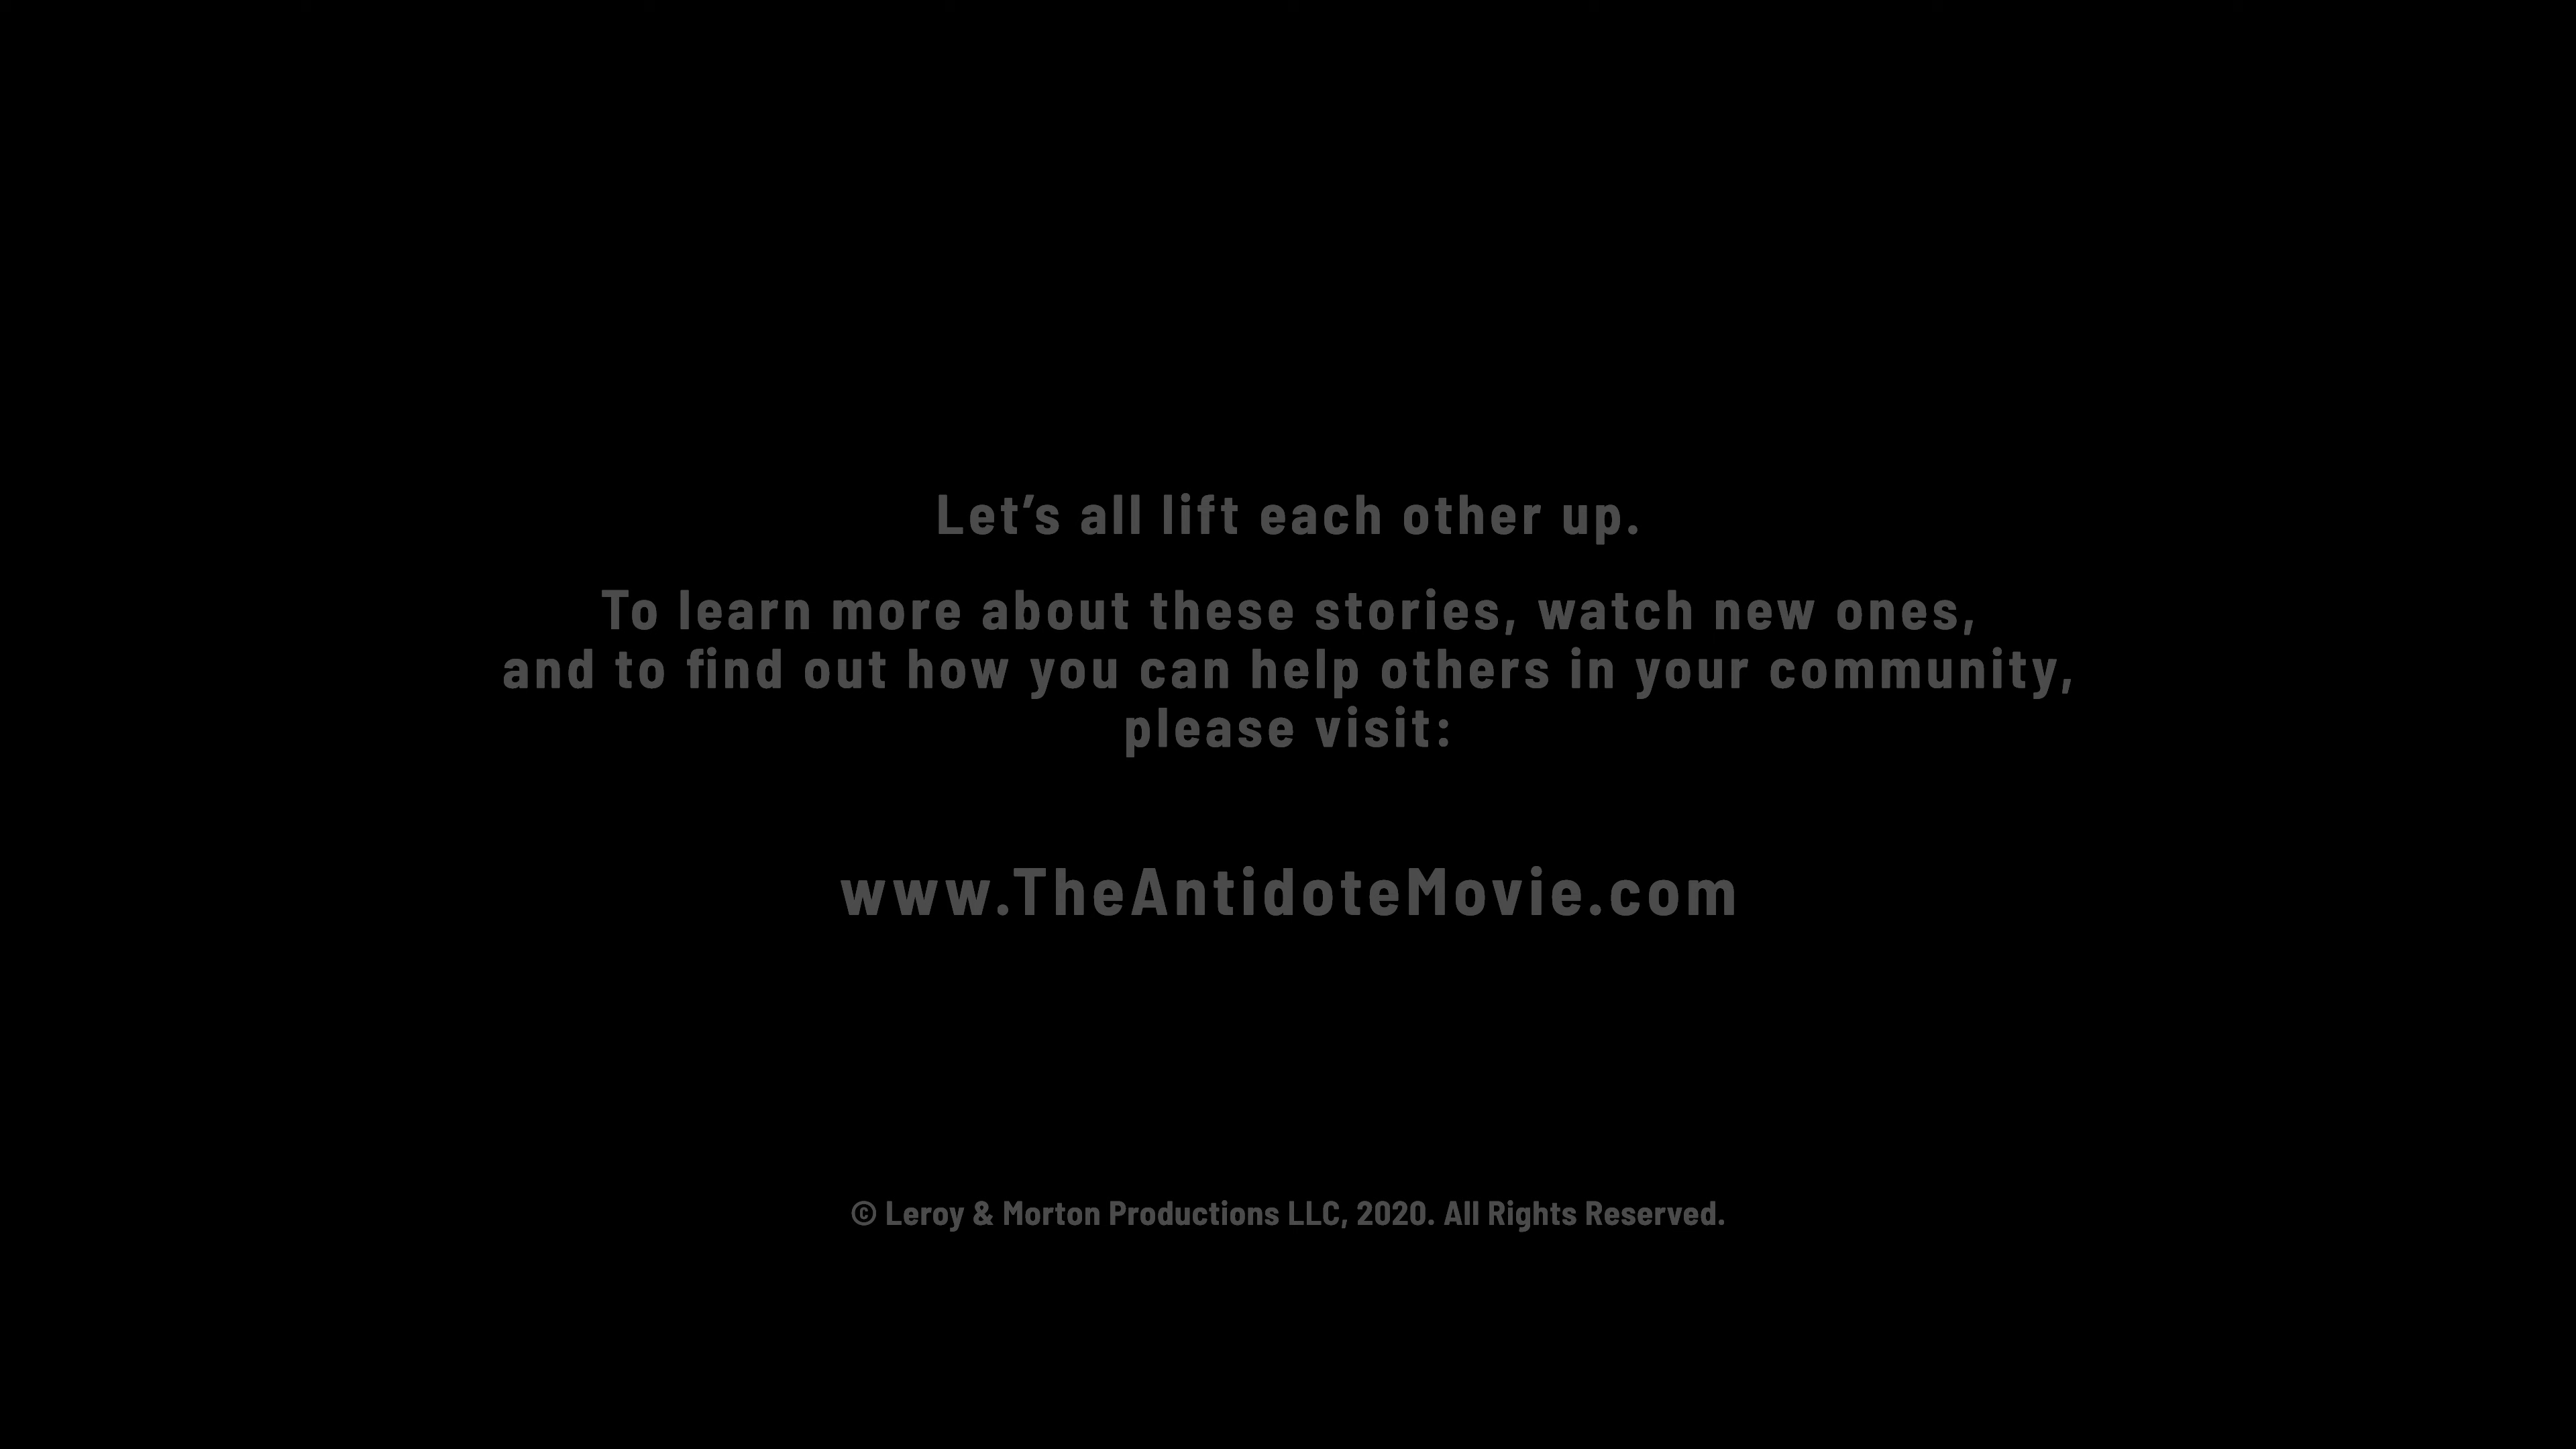 Let’s all lift each other up.
To learn more about these stories, watch new ones,
and to find out how you can help others in your community,
please visit:
www.TheAntidoteMovie.com
© Leroy & Morton Productions LLC, 2020. All Rights Reserved.